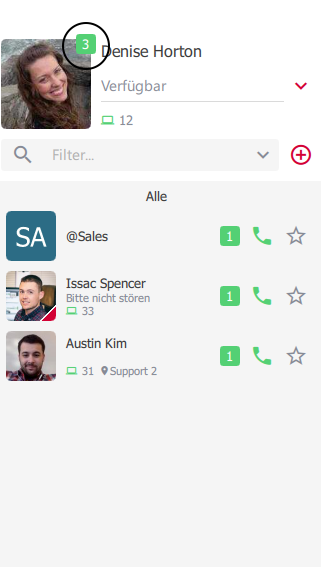 3
Denise Horton
Verfügbar
12
Filter...
Alle
SA
@Sales
1
Issac Spencer
Bitte nicht stören
33
1
Austin Kim
31 Support 2
1